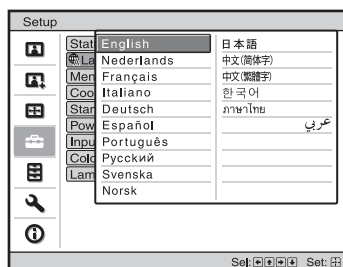 Setup
Stat
La
Men
Coo
Star
Pow
Inpu
Colo
Lam
English
Nederlands
Français
Italiano
Deutsch
Español
Português
Русский
Svenska
Norsk
日本語
中文(简体字)
中文(繁體字)
한국어
ภาษาไทย
عربي
Sel: Set: